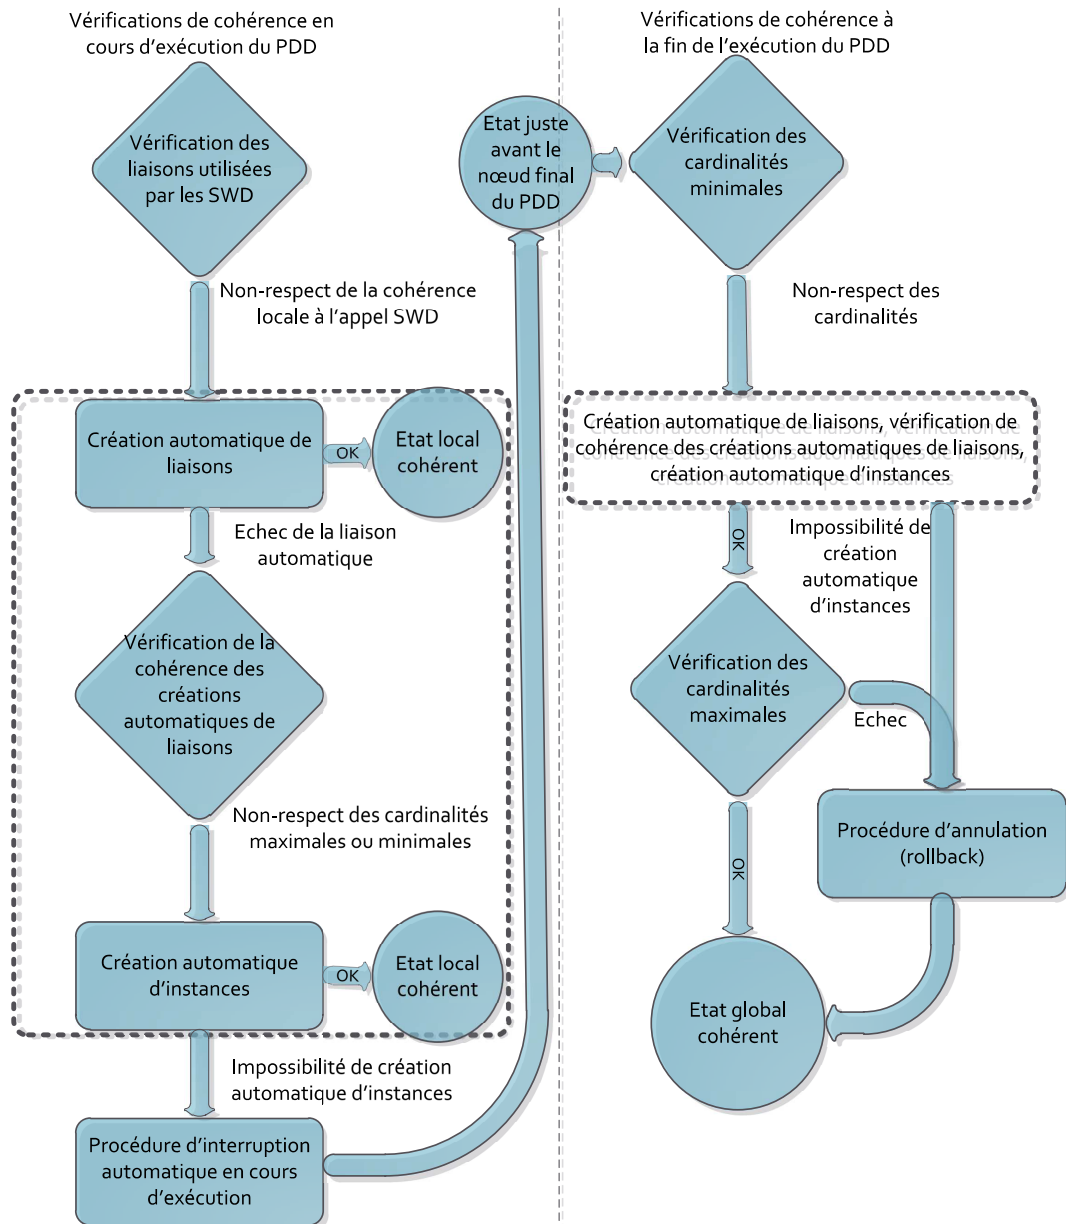 Vérifications de cohérence en
cours d'exécution du PDD
Vérification des
liaisons utilisées
par les SWD
Non-respect de la cohérence
locale à l'appel SWD
Création automatique de
liaisons
OK
Etat local
cohérent
Echec de la liaison
automatique
Vérification de la
cohérence des
créations
automatiques de
liaisons
Non-respect des cardinalités
maximales ou minimales
Création automatique
d'instances
OK
Etat local
cohérent
Impossibilité de création
automatique d'instances
Procédure d'interruption
automatique en cours
d'exécution
Etat juste
avant le
nœud final
du PDD
Vérifications de cohérence à
la fin de l'exécution du PDD
Vérification des
cardinalités
minimales
Non-respect des
cardinalités
Création automatique de liaisons, vérification de
cohérence des créations automatiques de liaisons,
création automatique d'instances
OK
Impossibilité de
création
automatique
d'instances
Vérification des
cardinalités
maximales
Echec
Procédure d'annulation
(rollback)
OK
Etat global
cohérent